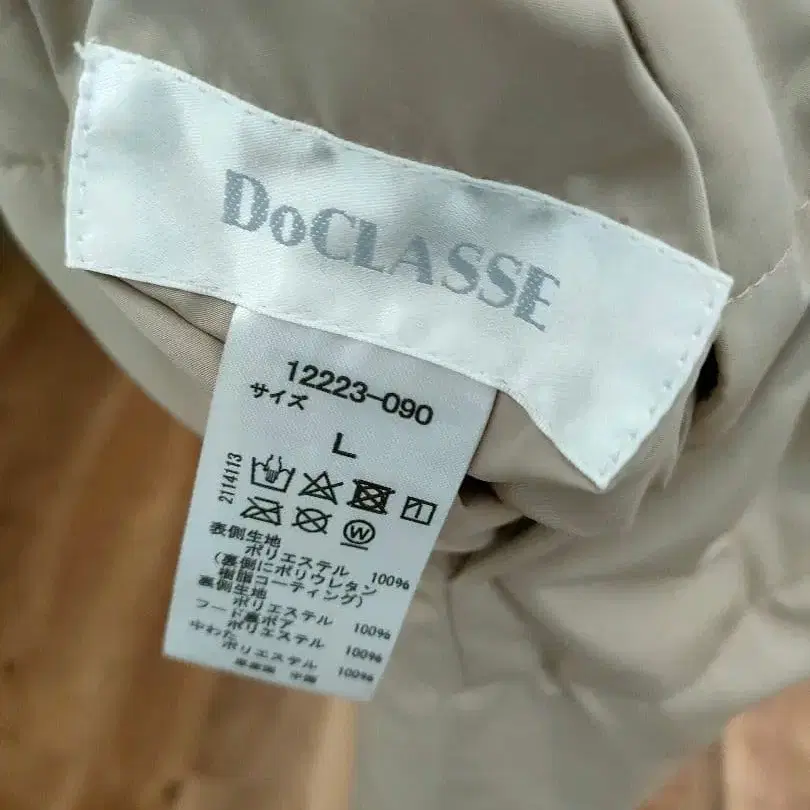 DoCLASSE
12223-090
サイズ
L
2114113
W
表側生地
ポリエステル 100%
(裏側にポリウレタン
樹脂コーティング)
裏側生地
ポリエステル 100%
フード裏ボア
ポリエステル 100%
中わた
ポリエステル 100%